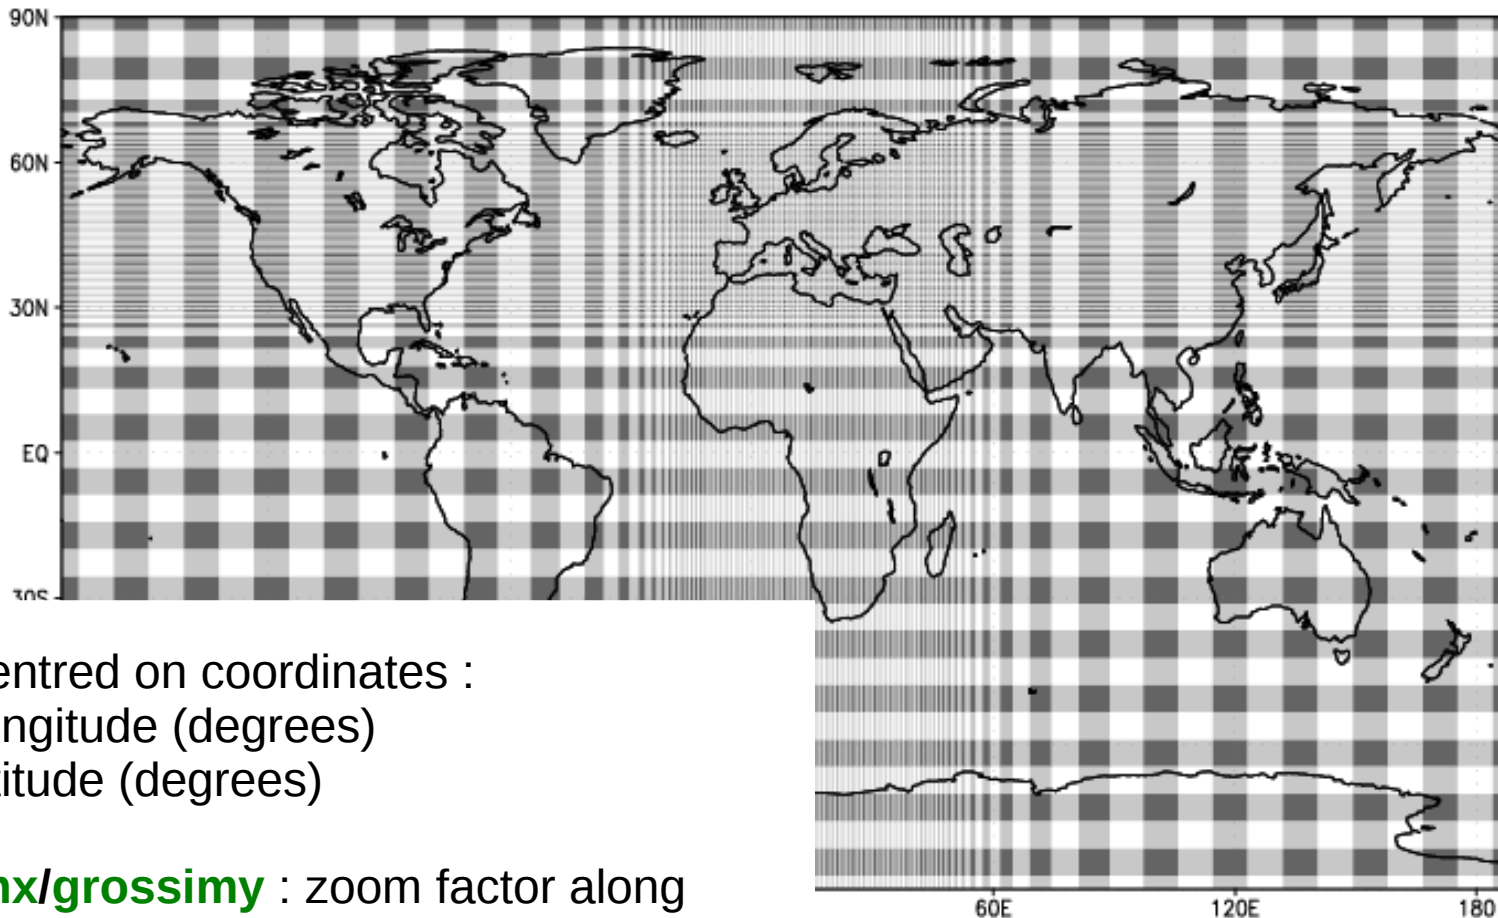 90N
60N
30N
EQ
30S
entred on coordinates :
ngitude (degrees)
titude (degrees)
nx/grossimy : zoom factor along
60E 120E 180